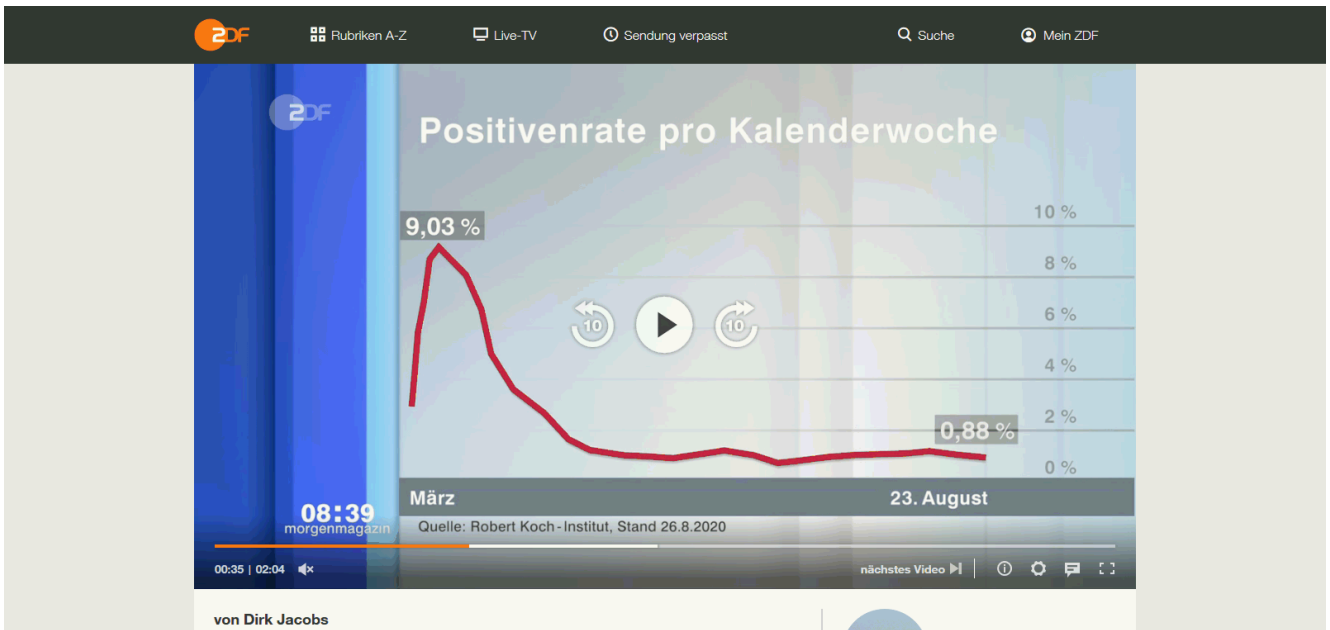 ZDF
Rubriken A-Z
Live-TV
Sendung verpasst
Suche
Mein ZDF
ZDF
Positivenrate pro Kalenderwoche
9,03 %
10 %
8 %
6 %
4 %
2 %
0 %
0,88 %
10
10
März
23. August
08:39
morgenmagazin
Quelle: Robert Koch-Institut, Stand 26.8.2020
00:35 | 02:04
nächstes Video
von Dirk Jacobs